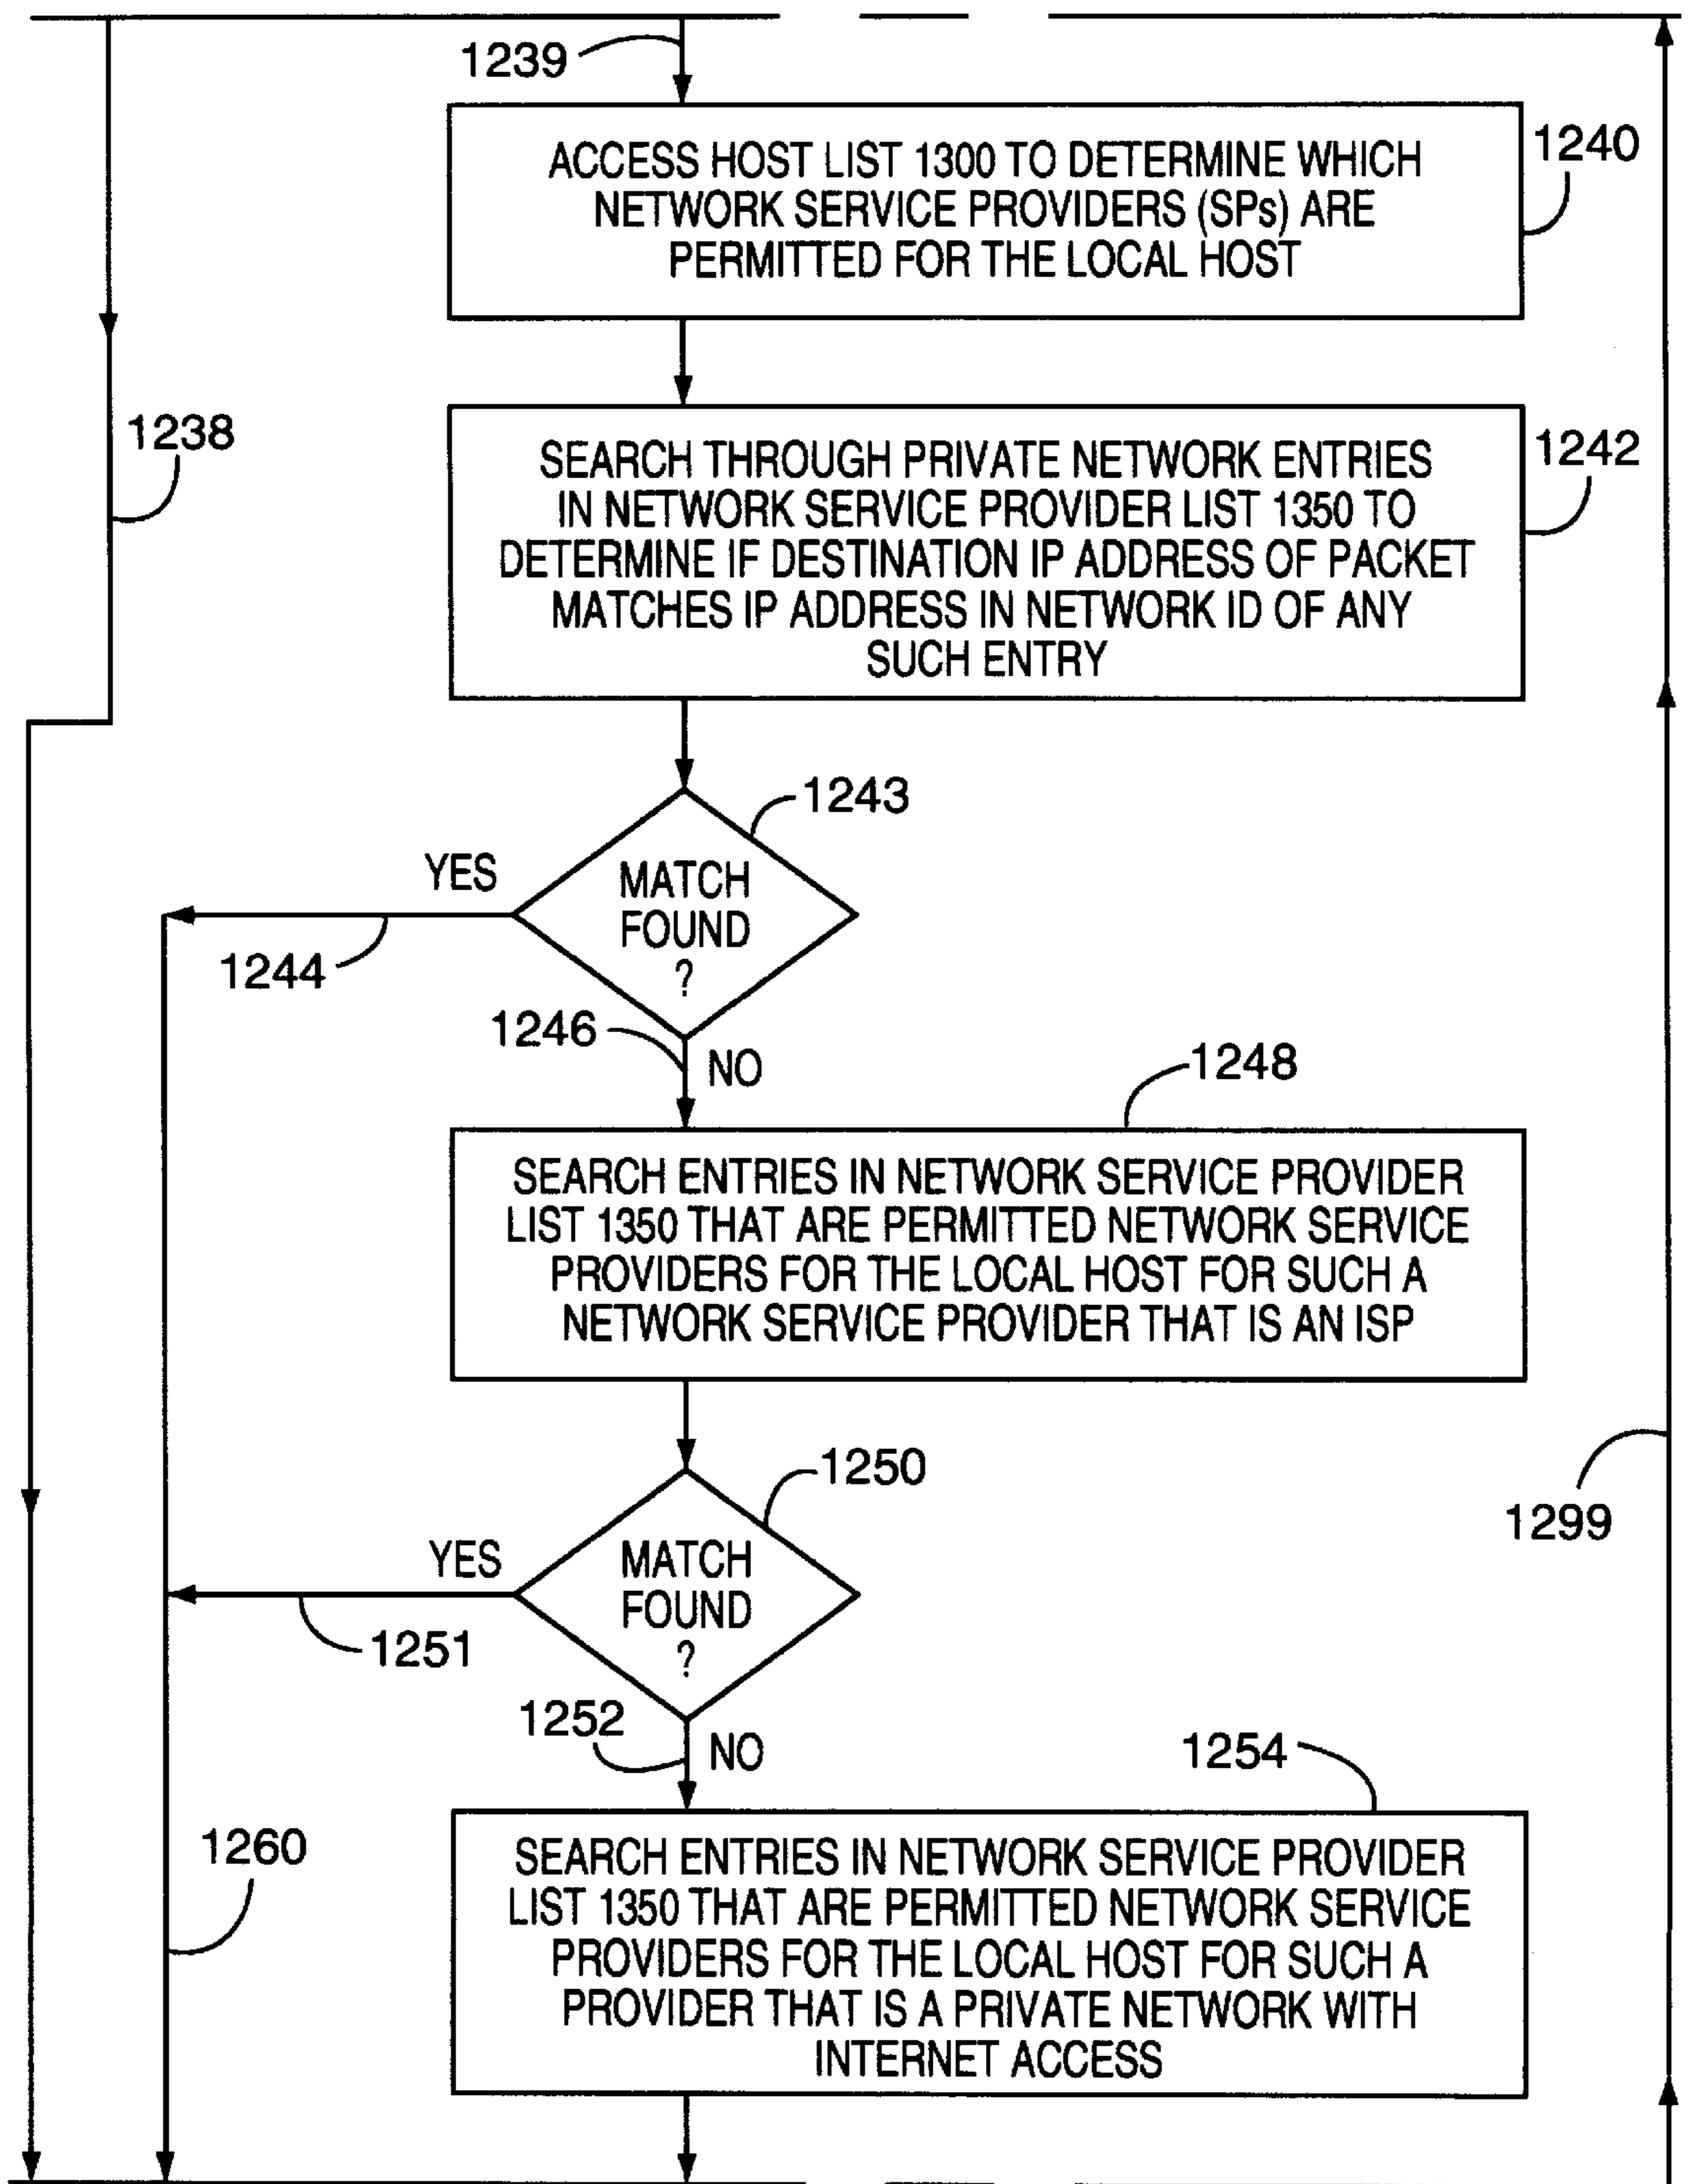 1239
ACCESS HOST LIST 1300 TO DETERMINE WHICH
NETWORK SERVICE PROVIDERS (SPs) ARE
PERMITTED FOR THE LOCAL HOST
1240
1238
SEARCH THROUGH PRIVATE NETWORK ENTRIES
IN NETWORK SERVICE PROVIDER LIST 1350 TO
DETERMINE IF DESTINATION IP ADDRESS OF PACKET
MATCHES IP ADDRESS IN NETWORK ID OF ANY
SUCH ENTRY
1242
1243
YES
MATCH
FOUND
?
1244
1246
NO
1248
SEARCH ENTRIES IN NETWORK SERVICE PROVIDER
LIST 1350 THAT ARE PERMITTED NETWORK SERVICE
PROVIDERS FOR THE LOCAL HOST FOR SUCH A
NETWORK SERVICE PROVIDER THAT IS AN ISP
1250
1299
YES
MATCH
FOUND
?
1251
1252
NO
1254
1260
SEARCH ENTRIES IN NETWORK SERVICE PROVIDER
LIST 1350 THAT ARE PERMITTED NETWORK SERVICE
PROVIDERS FOR THE LOCAL HOST FOR SUCH A
PROVIDER THAT IS A PRIVATE NETWORK WITH
INTERNET ACCESS